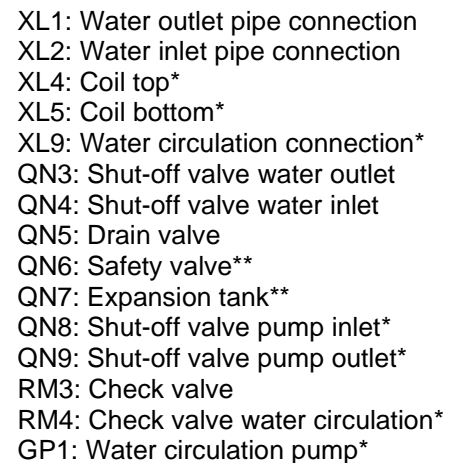 XL1: Water outlet pipe connection
XL2: Water inlet pipe connection
XL4: Coil top*
XL5: Coil bottom*
XL9: Water circulation connection*
QN3: Shut-off valve water outlet
QN4: Shut-off valve water inlet
QN5: Drain valve
QN6: Safety valve**
QN7: Expansion tank**
QN8: Shut-off valve pump inlet*
QN9: Shut-off valve pump outlet*
RM3: Check valve
RM4: Check valve water circulation*
GP1: Water circulation pump*